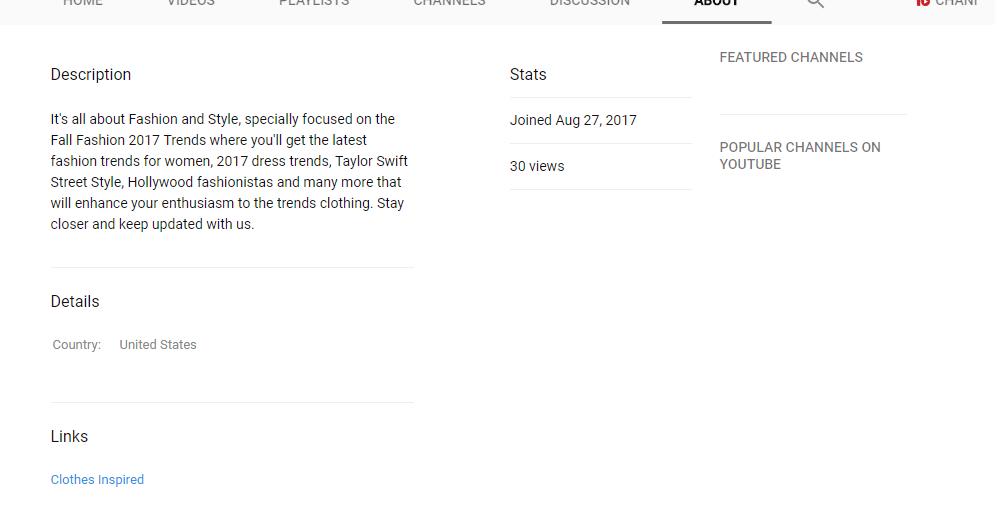 HOME VIDEOS PLAYLISTS CHANNELS DISCUSSION ABOUT CHANI
Description
It's all about Fashion and Style, specially focused on the
Fall Fashion 2017 Trends where you'll get the latest
fashion trends for women, 2017 dress trends, Taylor Swift
Street Style, Hollywood fashionistas and many more that
will enhance your enthusiasm to the trends clothing. Stay
closer and keep updated with us.
Details
Country: United States
Links
Clothes Inspired
Stats
Joined Aug 27, 2017
30 views
FEATURED CHANNELS
POPULAR CHANNELS ON
YOUTUBE